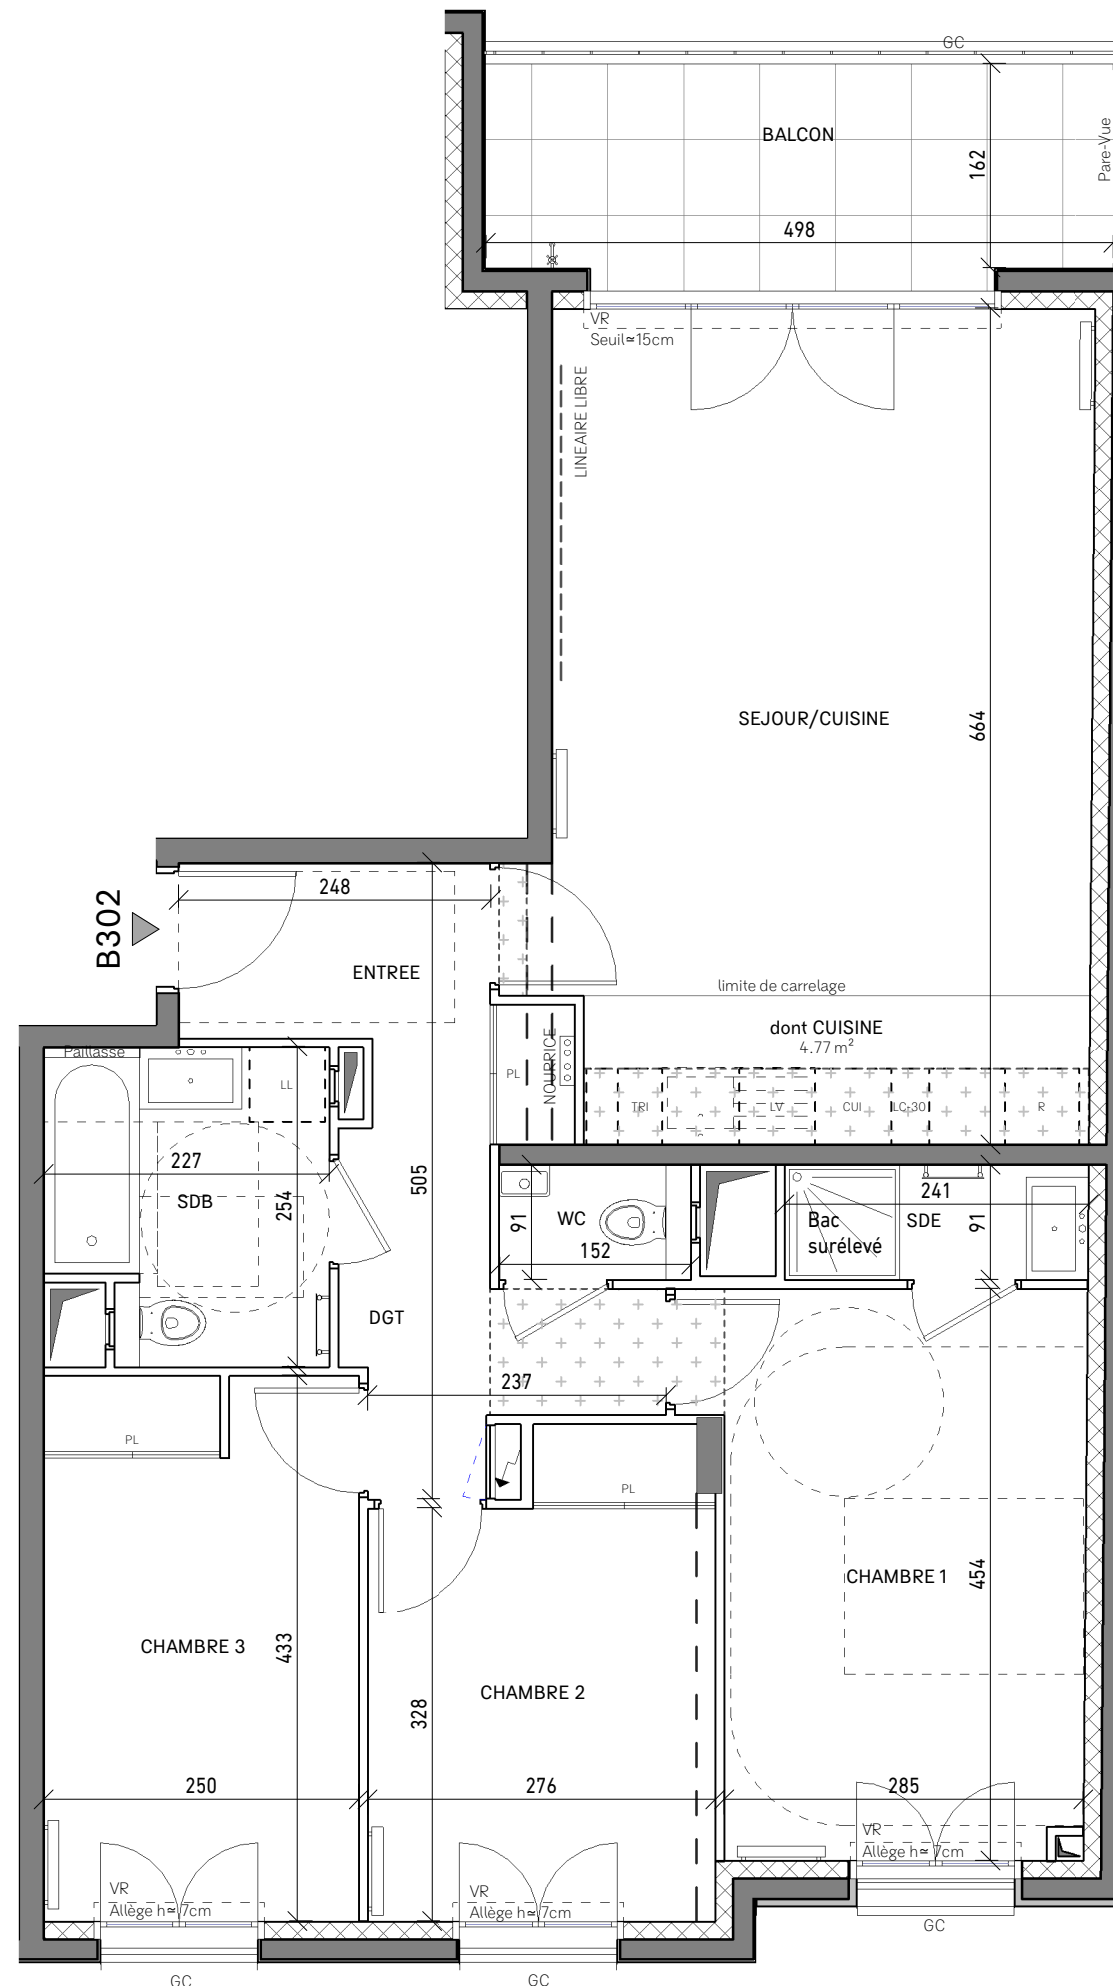 GC
BALCON
Pare-Vue
162
498
VR
Seuil≃15cm
LINEAIRE LIBRE
SEJOUR/CUISINE
664
B302
248
ENTREE
limite de carrelage
dont CUISINE
4.77 m²
Paillasse
LL
PL
NOURRICE
TRI
LV
CUI
LC-30
R
227
SDB
254
505
91
WC
152
Bac
surélevé
SDE
241
91
DGT
237
PL
PL
CHAMBRE 1
454
CHAMBRE 3
433
CHAMBRE 2
328
250
276
285
VR
Allège h≃ 7cm
VR
Allège h≃ 7cm
VR
Allège h≃ 7cm
GC
GC
GC